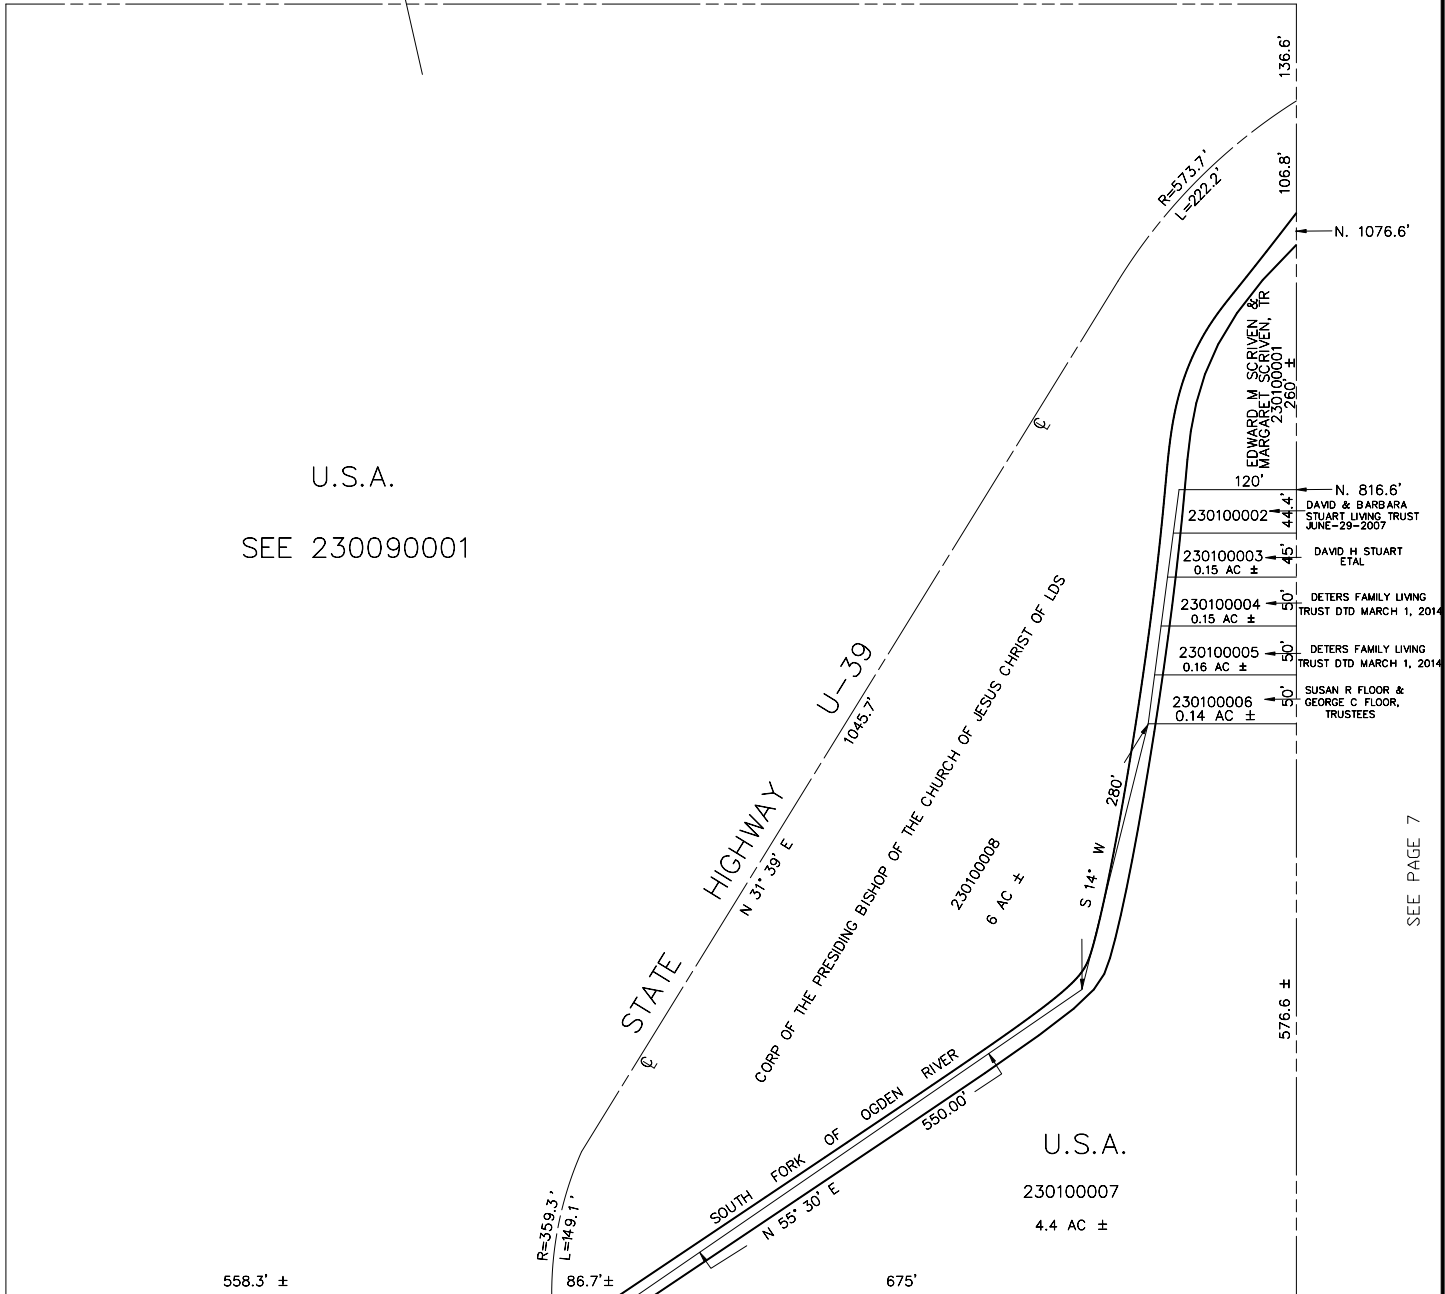 136.6'
R=573.7'
L=222.2'
106.8'
N. 1076.6'
EDWARD M SCRIVEN &
MARGARET SCRIVEN, TR
230100001
260' ±
U.S.A.
SEE 230090001
℄
120'
N. 816.6'
230100002
44.4'
DAVID & BARBARA
STUART LIVING TRUST
JUNE-29-2007
230100003
0.15 AC ±
45'
DAVID H STUART
ETAL
230100004
0.15 AC ±
50'
DETERS FAMILY LIVING
TRUST DTD MARCH 1, 2014
230100005
0.16 AC ±
50'
DETERS FAMILY LIVING
TRUST DTD MARCH 1, 2014
230100006
0.14 AC ±
50'
SUSAN R FLOOR &
GEORGE C FLOOR,
TRUSTEES
STATE HIGHWAY U-39
1045.7'
N 31° 39' E
CORP OF THE PRESIDING BISHOP OF THE CHURCH OF JESUS CHRIST OF LDS
230100008
6 AC ±
280'
S 14° W
SEE PAGE 7
576.6 ±
℄
SOUTH FORK OF OGDEN RIVER
550.00'
N 55° 30' E
U.S.A.
230100007
4.4 AC ±
R=359.3'
L=149.1'
558.3' ±
86.7'±
675'